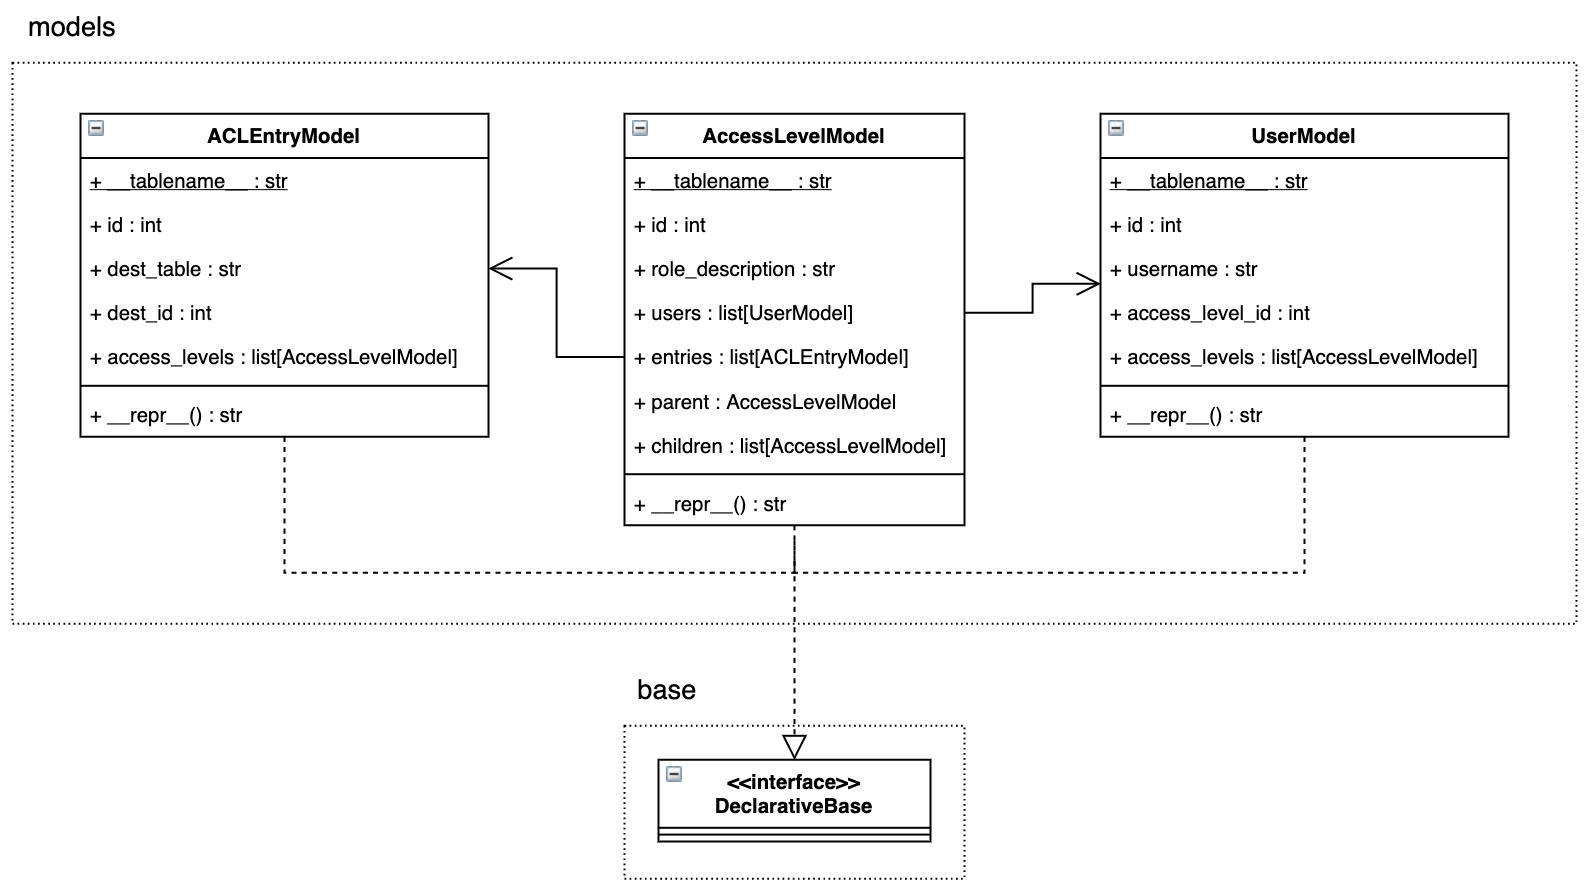 models
ACLEntryModel
+ __tablename__ : str
+ id : int
+ dest_table : str
+ dest_id : int
+ access_levels : list[AccessLevelModel]
+ __repr__() : str
AccessLevelModel
+ __tablename__ : str
+ id : int
+ role_description : str
+ users : list[UserModel]
+ entries : list[ACLEntryModel]
+ parent : AccessLevelModel
+ children : list[AccessLevelModel]
+ __repr__() : str
UserModel
+ __tablename__ : str
+ id : int
+ username : str
+ access_level_id : int
+ access_levels : list[AccessLevelModel]
+ __repr__() : str
base
<<interface>>
DeclarativeBase